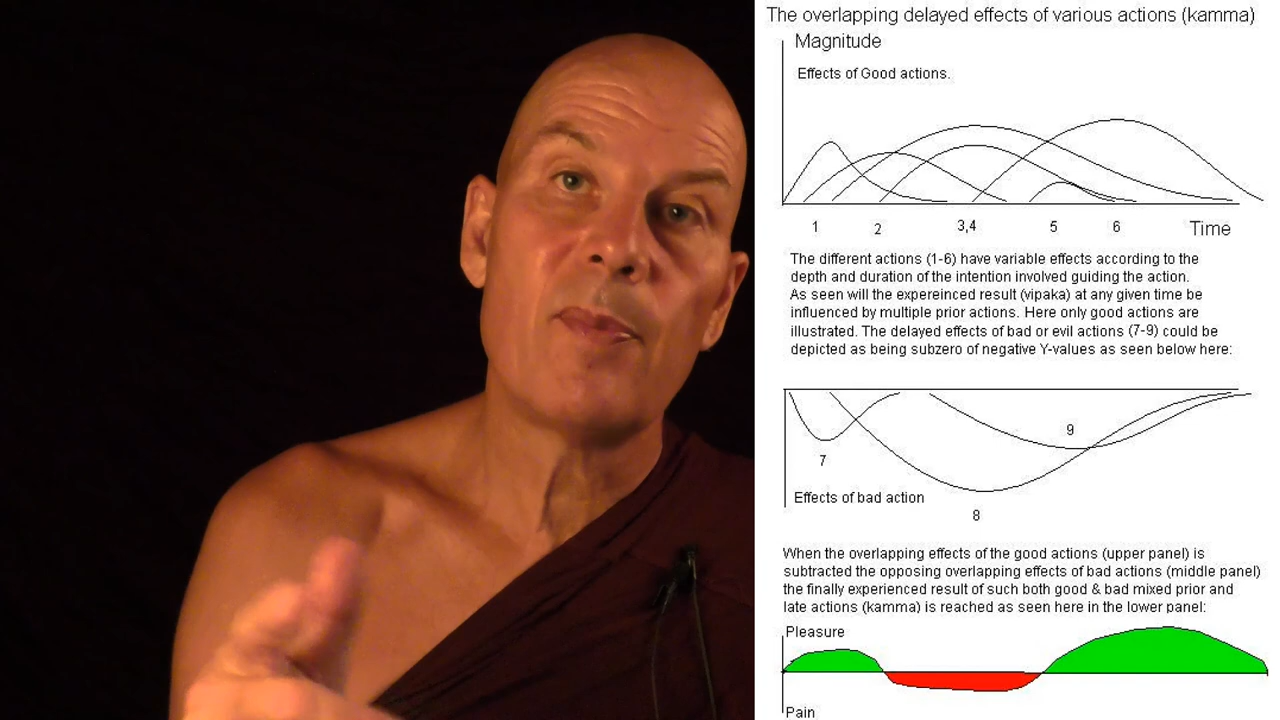 The overlapping delayed effects of various actions (kamma)
Magnitude
Effects of Good actions.
1 2 3,4 5 6 Time
The different actions (1-6) have variable effects according to the
depth and duration of the intention involved guiding the action.
As seen will the expereinced result (vipaka) at any given time be
influenced by multiple prior actions. Here only good actions are
illustrated. The delayed effects of bad or evil actions (7-9) could be
depicted as being subzero of negative Y-values as seen below here:
9
7
Effects of bad action
8
When the overlapping effects of the good actions (upper panel) is
subtracted the opposing overlapping effects of bad actions (middle panel)
the finally experienced result of such both good & bad mixed prior and
late actions (kamma) is reached as seen here in the lower panel:
Pleasure
Pain